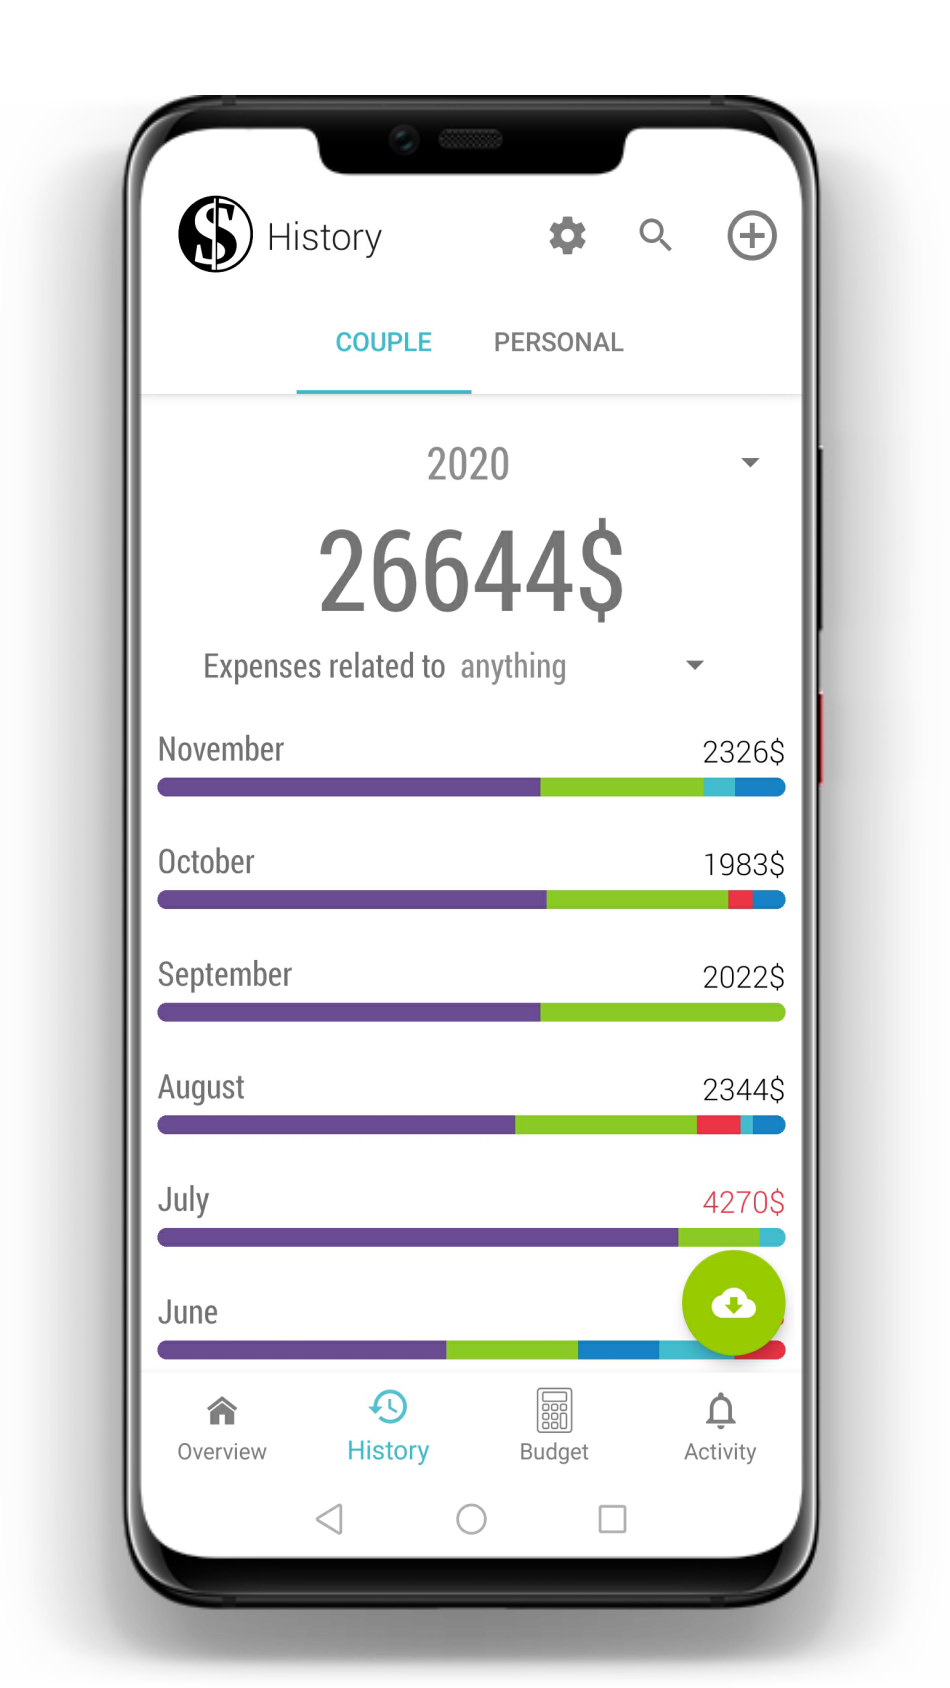 $ History
COUPLE PERSONAL
2020
26644$
Expenses related to anything
November 2326$
October 1983$
September 2022$
August 2344$
July 4270$
June
Overview History Budget Activity